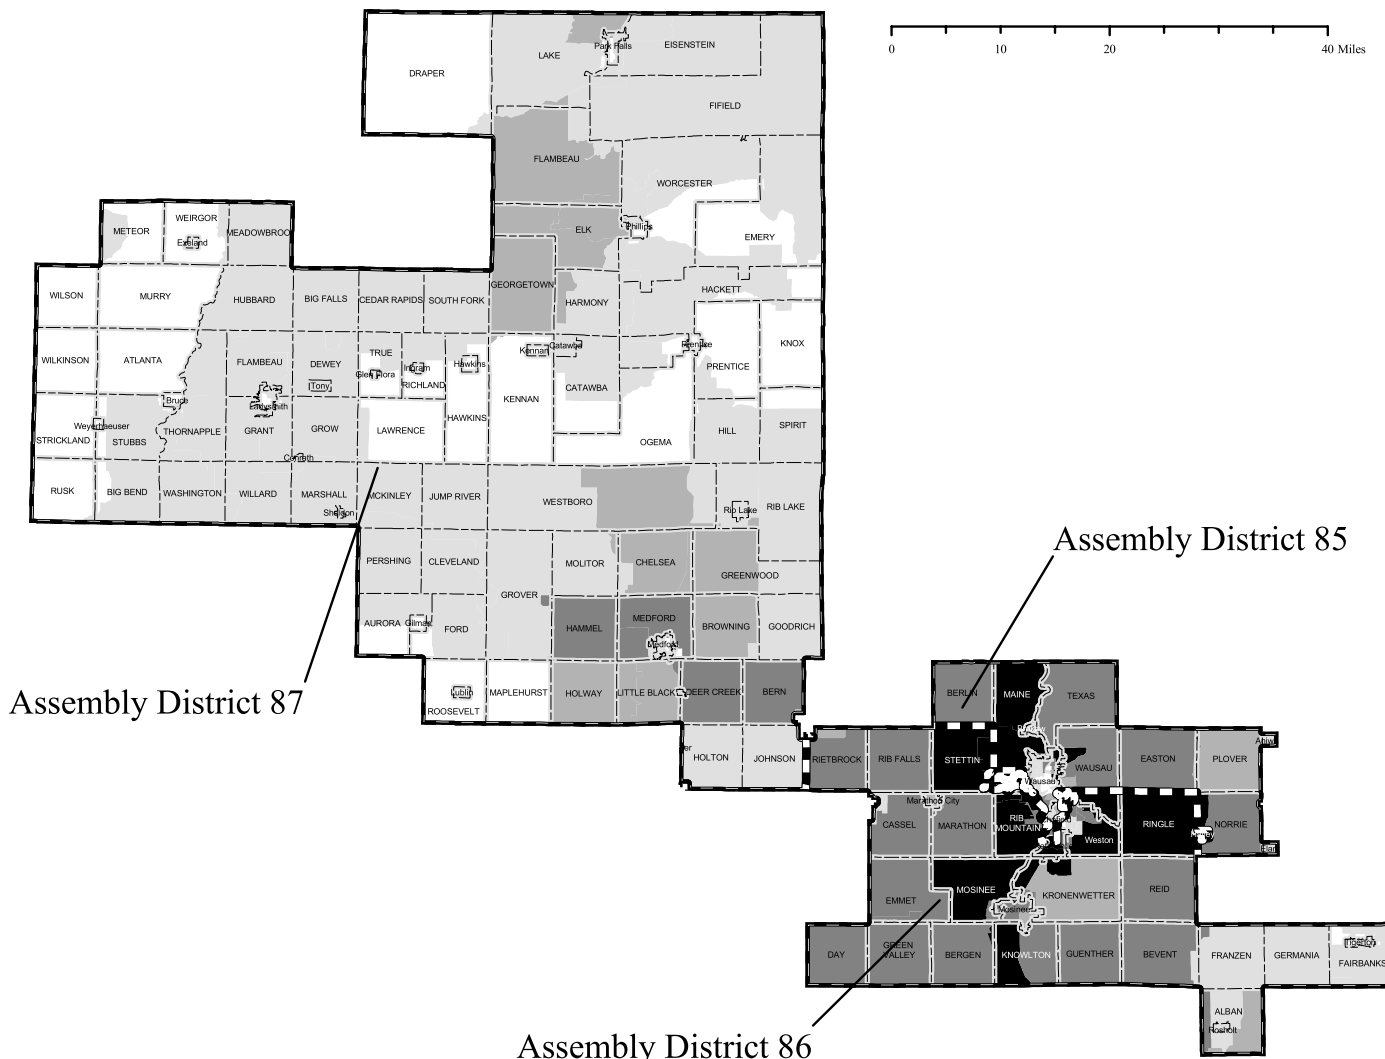 0 10 20 40 Miles
Park Falls
EISENSTEIN
LAKE
DRAPER
FIFIELD
FLAMBEAU
WORCESTER
WEIRGOR
METEOR
MEADOWBROO
Exeland
ELK
Phillips
EMERY
GEORGETOWN
HACKETT
WILSON
MURRY
HUBBARD
BIG FALLS
CEDAR RAPIDS
SOUTH FORK
HARMONY
KNOX
WILKINSON
ATLANTA
FLAMBEAU
DEWEY
TRUE
Glen Flora
Ingram
Hawkins
Kennan
Catawba
Prentice
PRENTICE
RICHLAND
Tony
CATAWBA
KENNAN
Bruce
Ladysmith
HAWKINS
Weyerhaeuser
STRICKLAND
STUBBS
THORNAPPLE
GRANT
GROW
LAWRENCE
OGEMA
HILL
SPIRIT
Conrath
RUSK
BIG BEND
WASHINGTON
WILLARD
MARSHALL
MCKINLEY
JUMP RIVER
WESTBORO
Rib Lake
RIB LAKE
Sheldon
PERSHING
CLEVELAND
MOLITOR
CHELSEA
GREENWOOD
GROVER
AURORA
Gilman
FORD
HAMMEL
MEDFORD
Medford
BROWNING
GOODRICH
Lublin
ROOSEVELT
MAPLEHURST
HOLWAY
LITTLE BLACK
DEER CREEK
BERN
Assembly District 87
Assembly District 85
BERLIN
MAINE
TEXAS
er
HOLTON
JOHNSON
RIETBROCK
RIB FALLS
STETTIN
Wausau
WAUSAU
EASTON
PLOVER
Marathon City
CASSEL
MARATHON
RIB
MOUNTAIN
Weston
RINGLE
NORRIE
EMMET
MOSINEE
Mosinee
KRONENWETTER
REID
DAY
GREEN
VALLEY
BERGEN
KNOWLTON
GUENTHER
BEVENT
FRANZEN
GERMANIA
Tigerton
FAIRBANKS
ALBAN
Rosholt
Assembly District 86